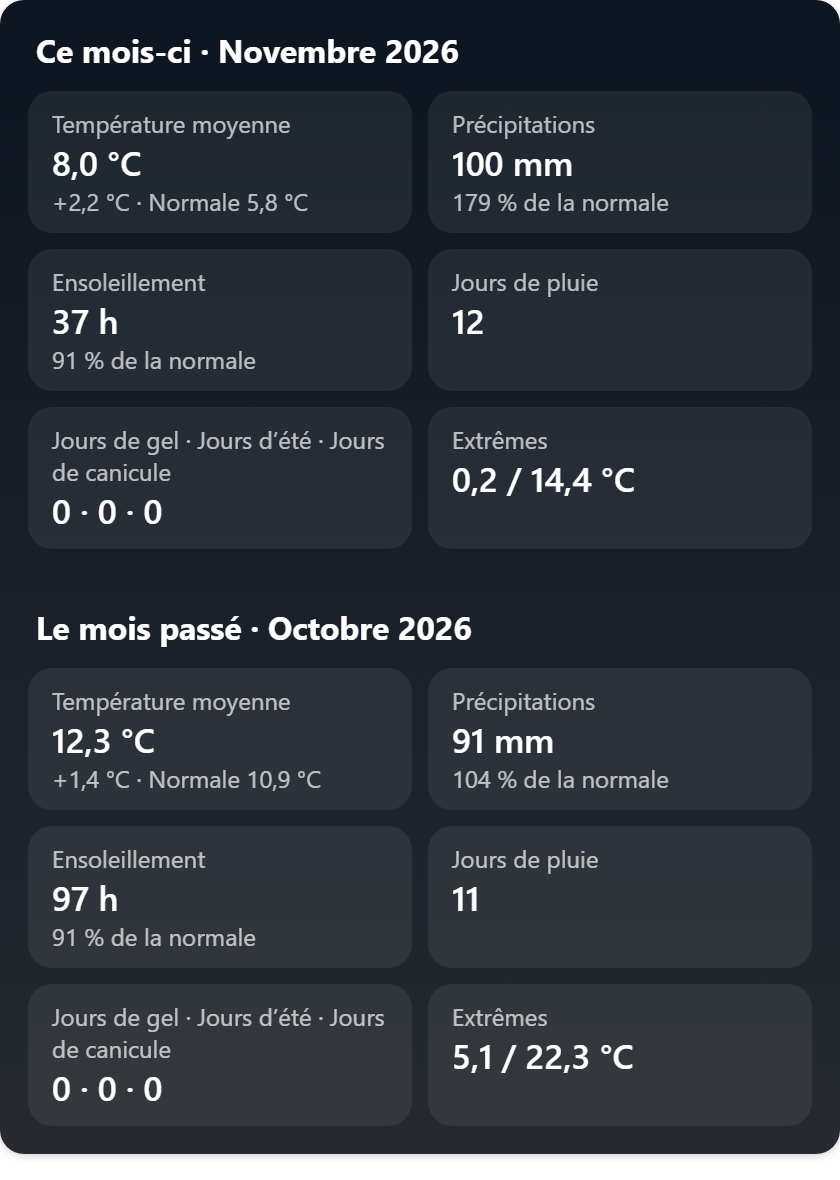 Ce mois-ci · Novembre 2026
Température moyenne
8,0 °C
+2,2 °C · Normale 5,8 °C
Précipitations
100 mm
179 % de la normale
Ensoleillement
37 h
91 % de la normale
Jours de pluie
12
Jours de gel · Jours d’été · Jours
de canicule
0 · 0 · 0
Extrêmes
0,2 / 14,4 °C
Le mois passé · Octobre 2026
Température moyenne
12,3 °C
+1,4 °C · Normale 10,9 °C
Précipitations
91 mm
104 % de la normale
Ensoleillement
97 h
91 % de la normale
Jours de pluie
11
Jours de gel · Jours d’été · Jours
de canicule
0 · 0 · 0
Extrêmes
5,1 / 22,3 °C